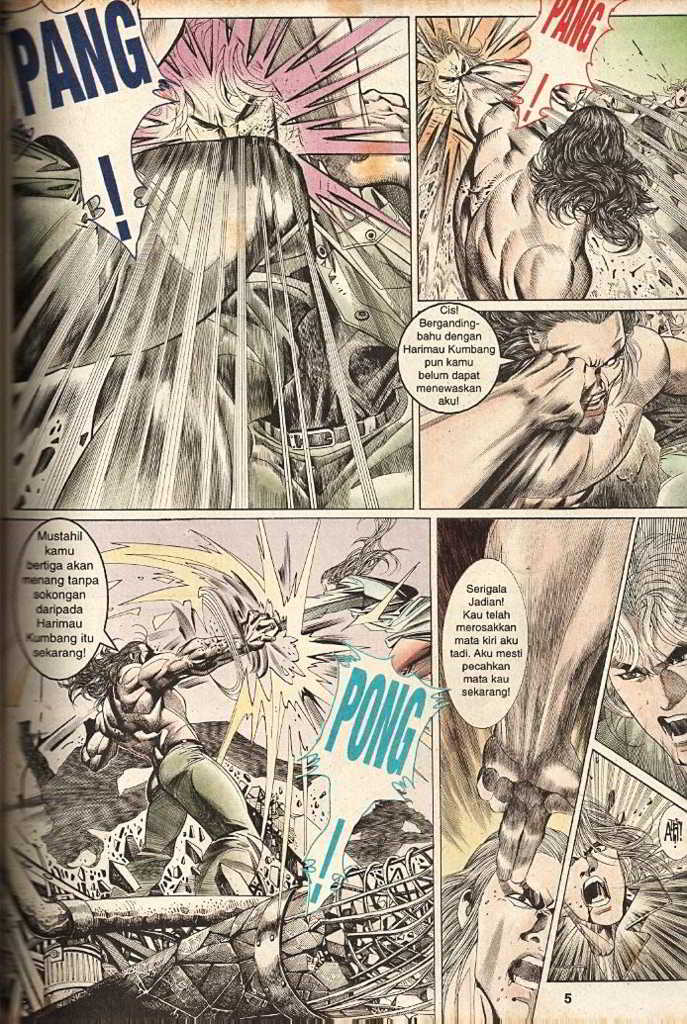 PANG
!
PANG
!
Cis!
Berganding-
bahu dengan
Harimau Kumbang
pun kamu
belum dapat
menewaskan
aku!
Mustahil
kamu
bertiga akan
menang tanpa
sokongan
daripada
Harimau
Kumbang itu
sekarang!
PONG
!
Serigala
Jadian!
Kau telah
merosakkan
mata kiri aku
tadi. Aku mesti
pecahkan
mata kau
sekarang!
AH!
5